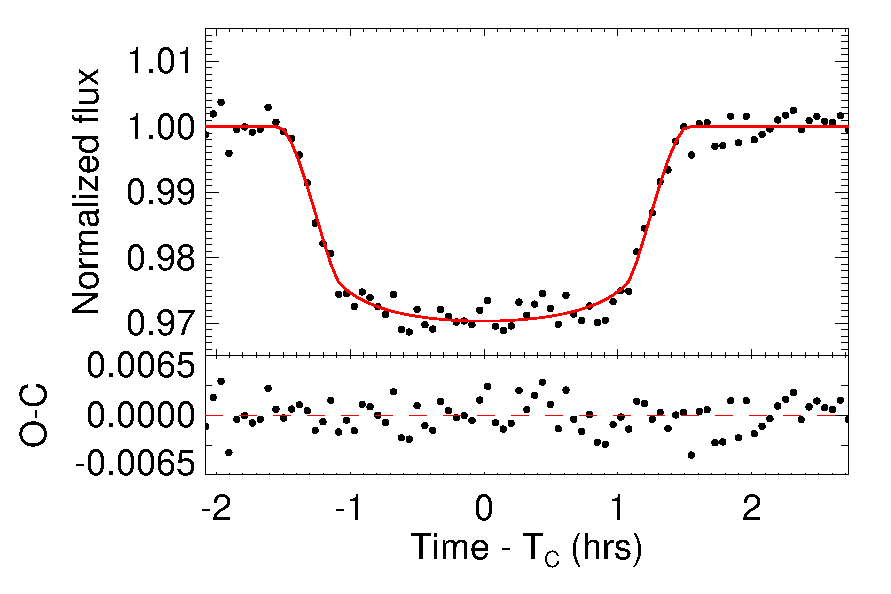 Normalized flux
1.01
1.00
0.99
0.98
0.97
O-C
0.0065
0.0000
-0.0065
-2 -1 0 1 2
Time - T_C (hrs)